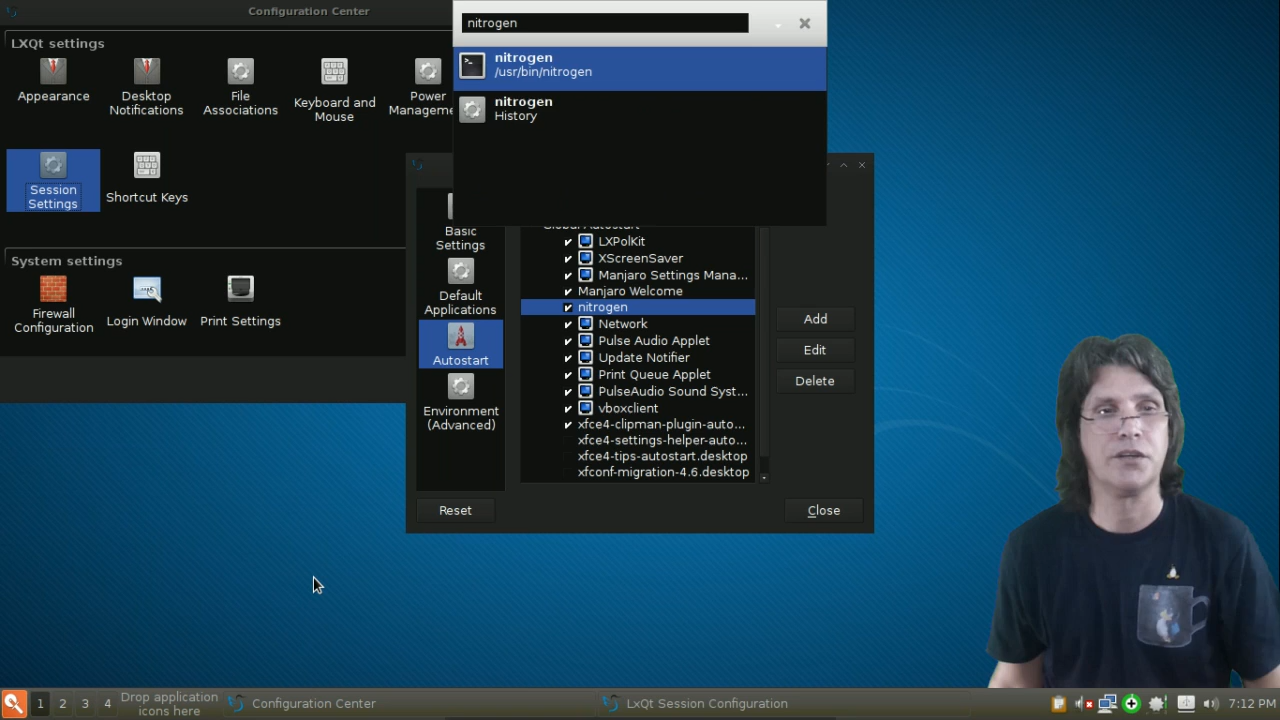 Configuration Center
LXQt settings
Appearance
Desktop
Notifications
File
Associations
Keyboard and
Mouse
Power
Manageme
Session
Settings
Shortcut Keys
System settings
Firewall
Configuration
Login Window
Print Settings
nitrogen
nitrogen
/usr/bin/nitrogen
nitrogen
History
Basic
Settings
Default
Applications
Autostart
Environment
(Advanced)
Global Autostart
LXPolKit
XScreenSaver
Manjaro Settings Mana...
Manjaro Welcome
nitrogen
Network
Pulse Audio Applet
Update Notifier
Print Queue Applet
PulseAudio Sound Syst...
vboxclient
xfce4-clipman-plugin-auto...
xfce4-settings-helper-auto...
xfce4-tips-autostart.desktop
xfconf-migration-4.6.desktop
Add
Edit
Delete
Reset
Close
1
2
3
4
Drop application
icons here
Configuration Center
LxQt Session Configuration
7:12 PM